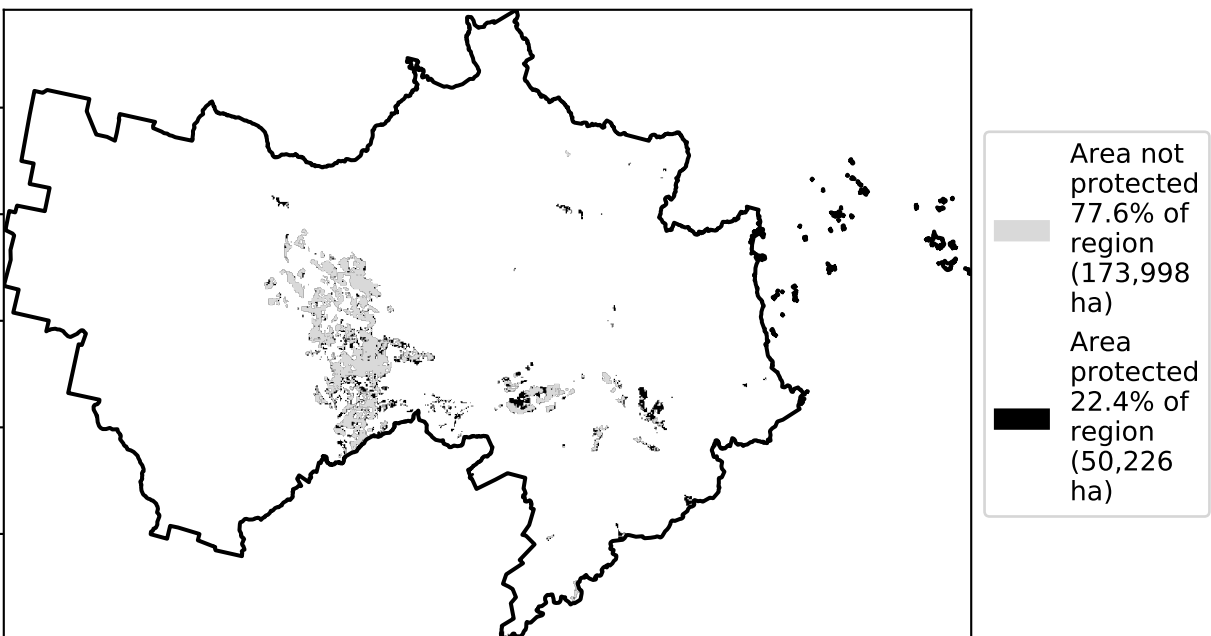 Area not
protected
77.6% of
region
(173,998
ha)
Area
protected
22.4% of
region
(50,226
ha)